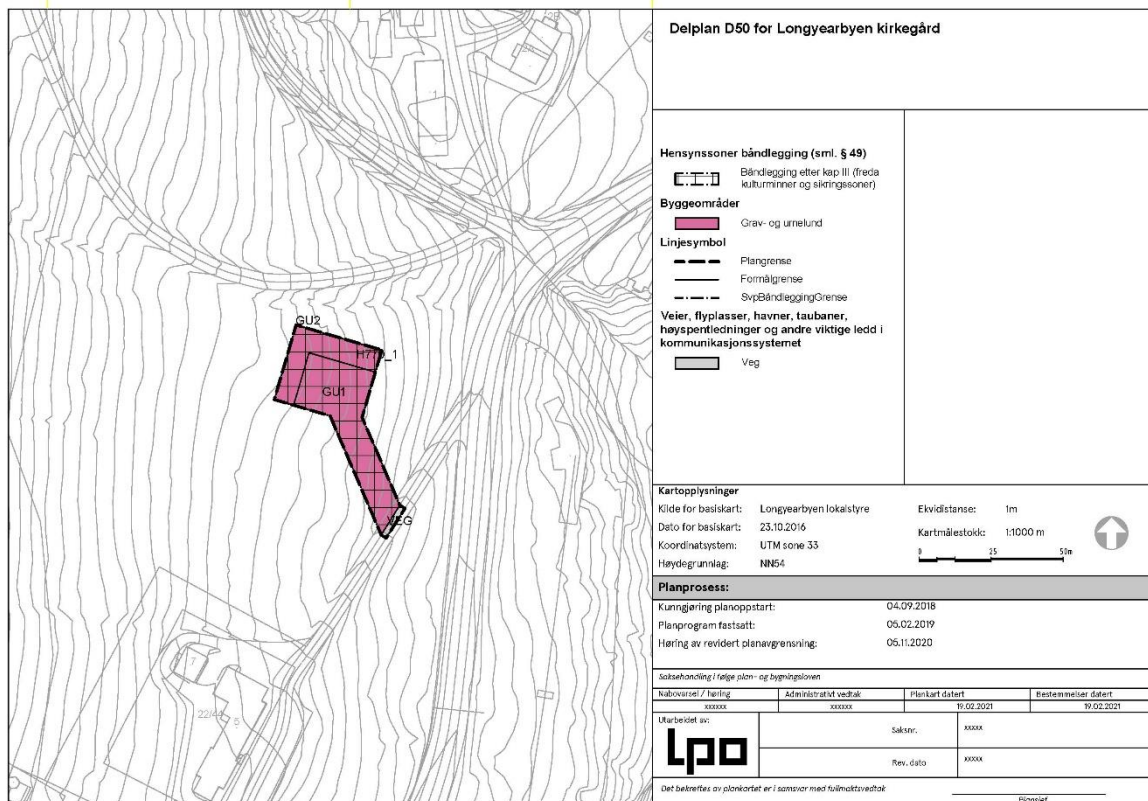 Delplan D50 for Longyearbyen kirkegård
Hensynssoner båndlegging (sml. § 49)
Båndlegging etter kap III (freda
kulturminner og sikringssoner)
Byggeområder
Grav- og urnelund
Linjesymbol
Plangrense
Formålgrense
SvpBåndleggingGrense
Veier, flyplasser, havner, taubaner,
høyspentledninger og andre viktige ledd i
kommunikasjonssystemet
Veg
GU2
GU1
VEG
1
7
5
Kartopplysninger
Kilde for basiskart: Longyearbyen lokalstyre
Dato for basiskart: 23.10.2016
Koordinatsystem: UTM sone 33
Høydegrunnlag: NN54
Ekvidistanse: 1m
Kartmålestokk: 1:1000 m
0 25 50m
Planprosess:
Kunngjøring planoppstart: 04.09.2018
Planprogram fastsatt: 05.02.2019
Høring av revidert planavgrensning: 05.11.2020
Saksehandling i følge plan- og bygningsloven
Nabovarsel / høring Administrativt vedtak Plankart datert Bestemmelser datert
xxxxxx xxxxxx 19.02.2021 19.02.2021
Utarbeidet av:
lpo
Saksnr. xxxxx
Rev. dato xxxxx
Det bekreftes av plankartet er i samsvar med fullmaktsvedtak
Plansjef